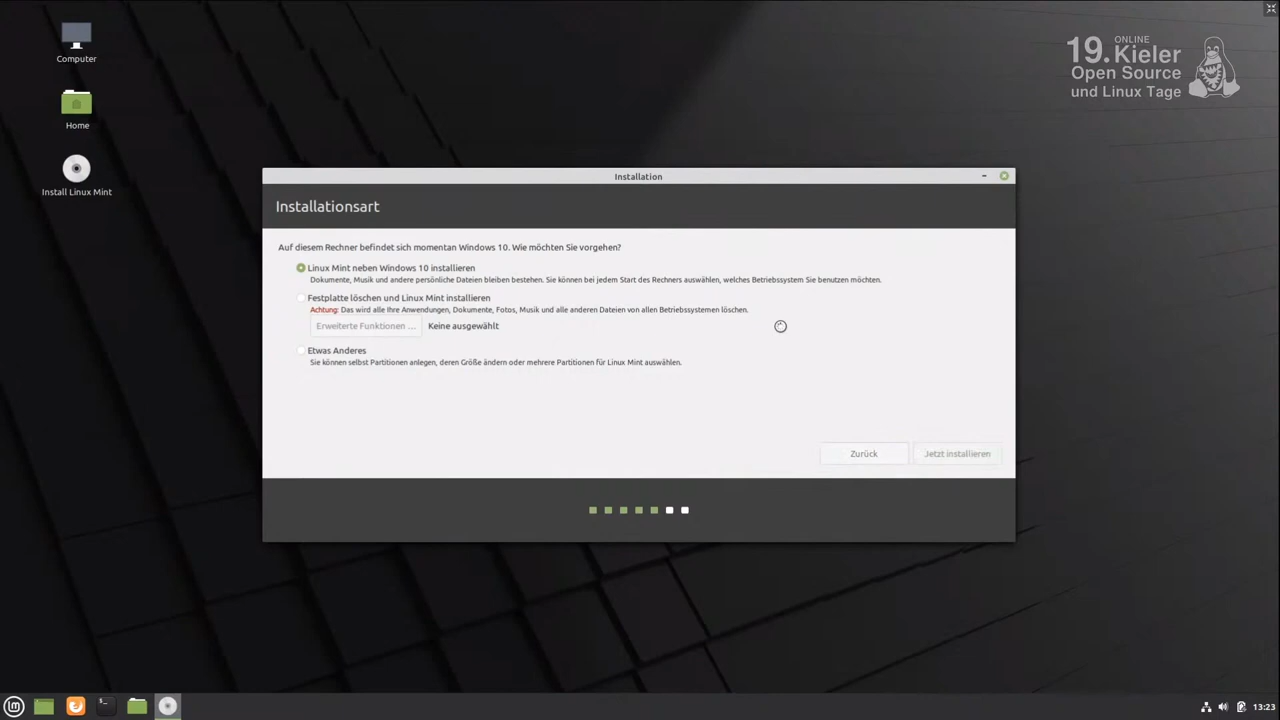 Computer
Home
Install Linux Mint
ONLINE
19. Kieler
Open Source
und Linux Tage
Installation
Installationsart
Auf diesem Rechner befindet sich momentan Windows 10. Wie möchten Sie vorgehen?
Linux Mint neben Windows 10 installieren
Dokumente, Musik und andere persönliche Dateien bleiben bestehen. Sie können bei jedem Start des Rechners auswählen, welches Betriebssystem Sie benutzen möchten.
Festplatte löschen und Linux Mint installieren
Achtung: Das wird alle Ihre Anwendungen, Dokumente, Fotos, Musik und alle anderen Dateien von allen Betriebssystemen löschen.
Erweiterte Funktionen ... Keine ausgewählt
Etwas Anderes
Sie können selbst Partitionen anlegen, deren Größe ändern oder mehrere Partitionen für Linux Mint auswählen.
Zurück Jetzt installieren
13:23